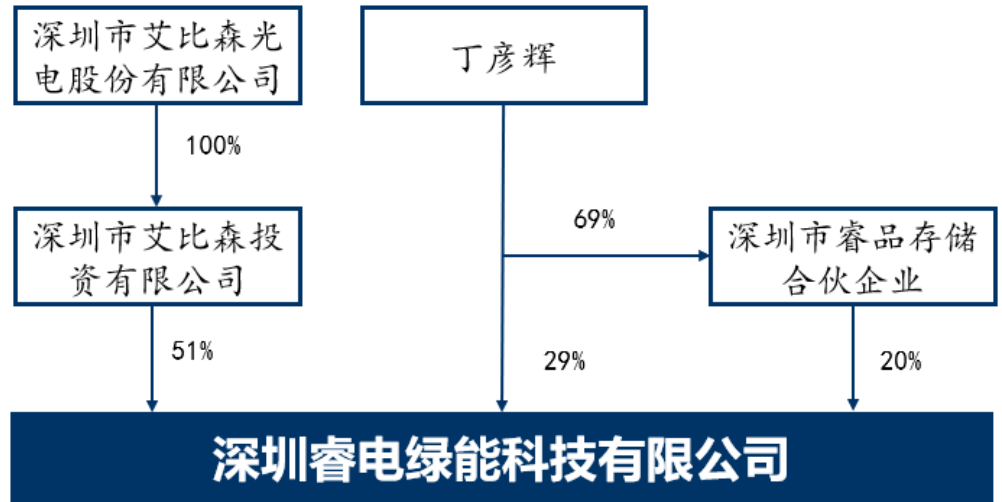 深圳市艾比森光
电股份有限公司
丁彦辉
100%
深圳市艾比森投
资有限公司
69%
深圳市睿品存储
合伙企业
51%
29%
20%
深圳睿电绿能科技有限公司